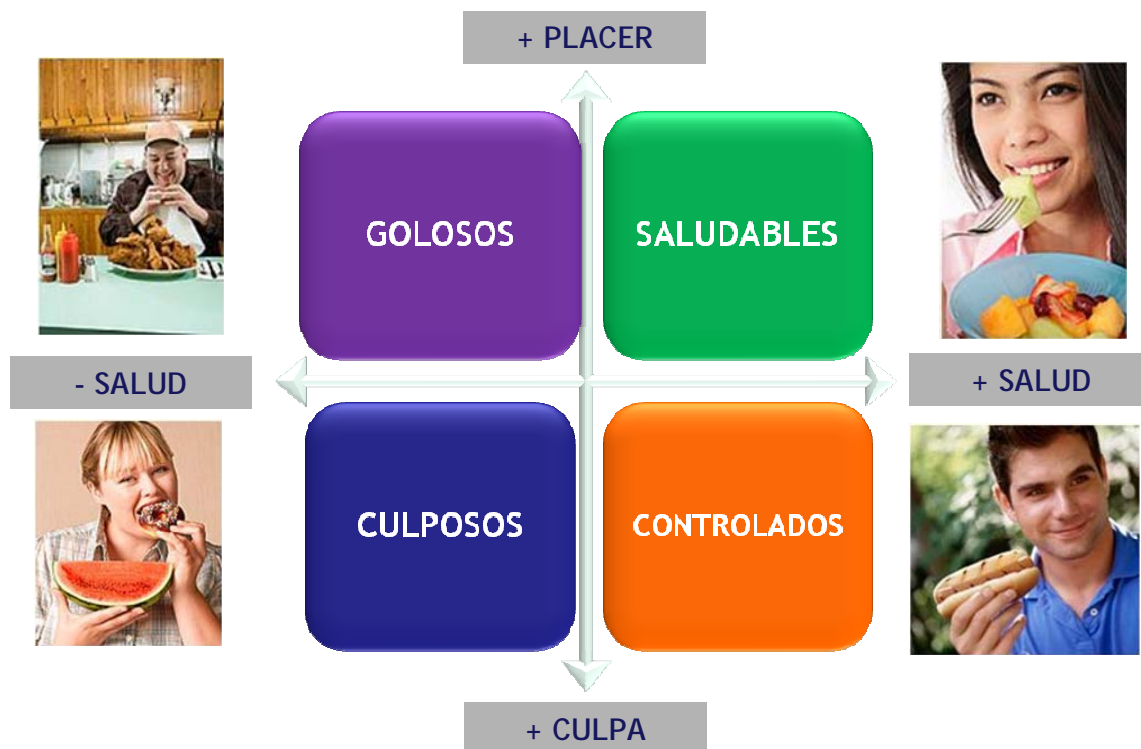 + PLACER
GOLOSOS
SALUDABLES
- SALUD
+ SALUD
CULPOSOS
CONTROLADOS
+ CULPA